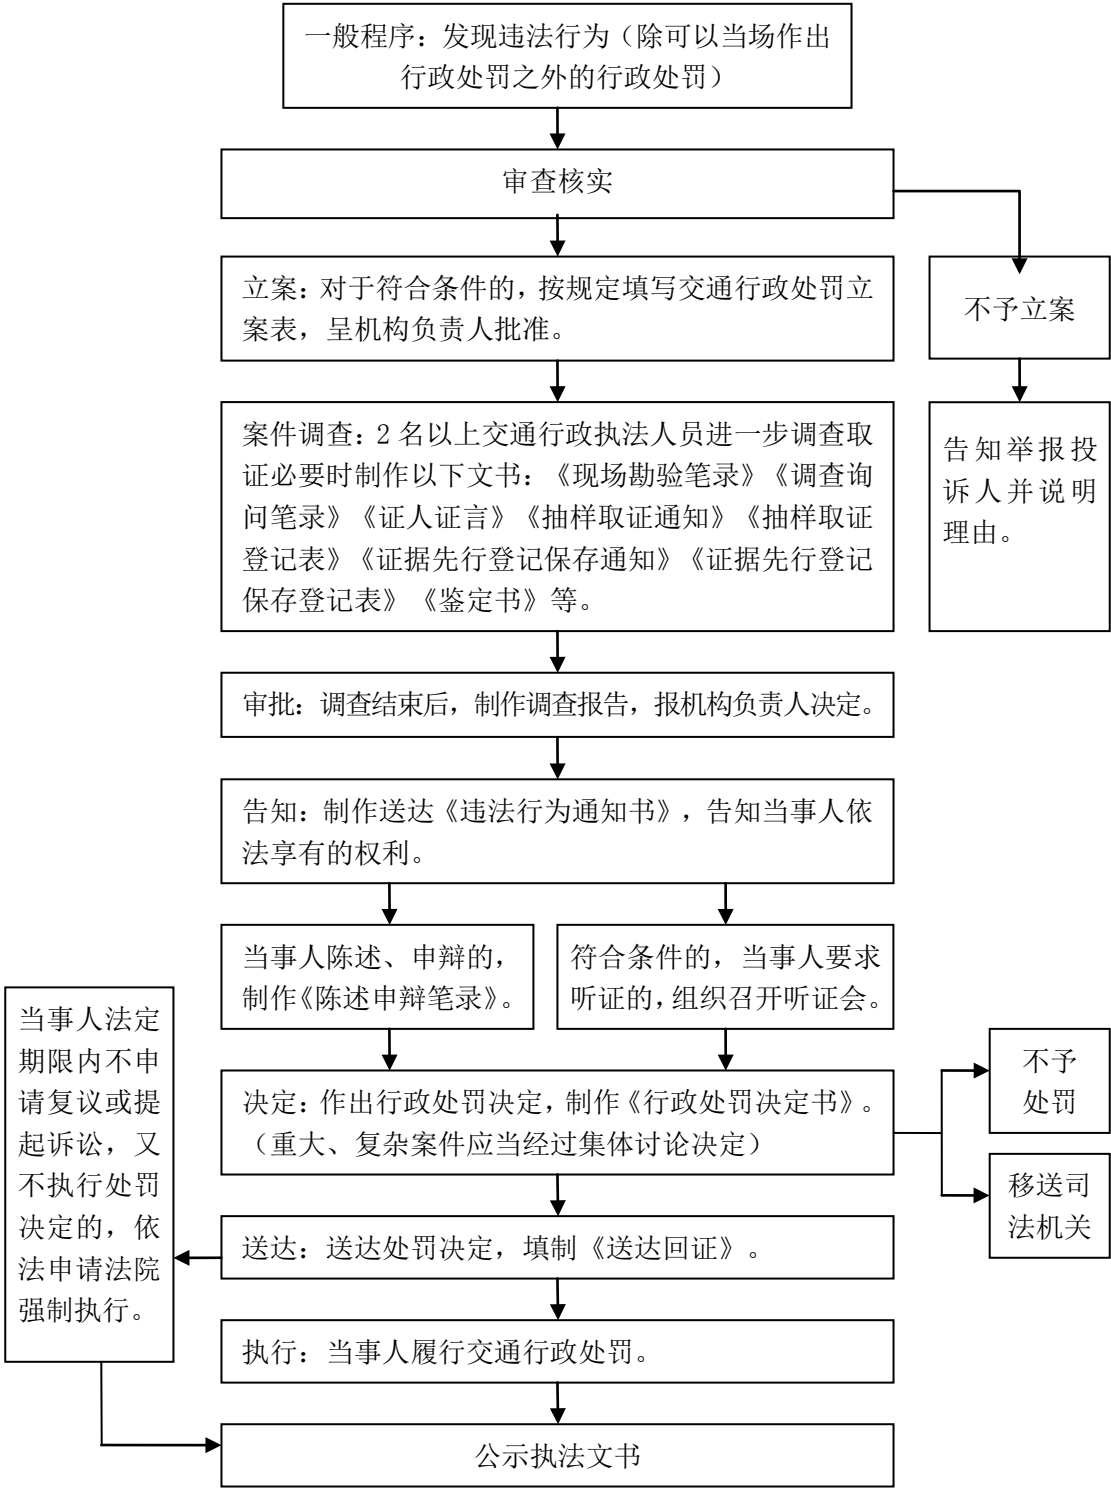 一般程序：发现违法行为（除可以当场作出
行政处罚之外的行政处罚）
审查核实
立案：对于符合条件的，按规定填写交通行政处罚立
案表，呈机构负责人批准。
不予立案
案件调查：2 名以上交通行政执法人员进一步调查取
证必要时制作以下文书：《现场勘验笔录》《调查询
问笔录》《证人证言》《抽样取证通知》《抽样取证
登记表》《证据先行登记保存通知》《证据先行登记
保存登记表》《鉴定书》等。
告知举报投
诉人并说明
理由。
审批：调查结束后，制作调查报告，报机构负责人决定。
告知：制作送达《违法行为通知书》，告知当事人依
法享有的权利。
当事人陈述、申辩的，
制作《陈述申辩笔录》。
符合条件的，当事人要求
听证的，组织召开听证会。
当事人法定
期限内不申
请复议或提
起诉讼，又
不执行处罚
决定的，依
法申请法院
强制执行。
决定：作出行政处罚决定，制作《行政处罚决定书》。
（重大、复杂案件应当经过集体讨论决定）
不予
处罚
移送司
法机关
送达：送达处罚决定，填制《送达回证》。
执行：当事人履行交通行政处罚。
公示执法文书